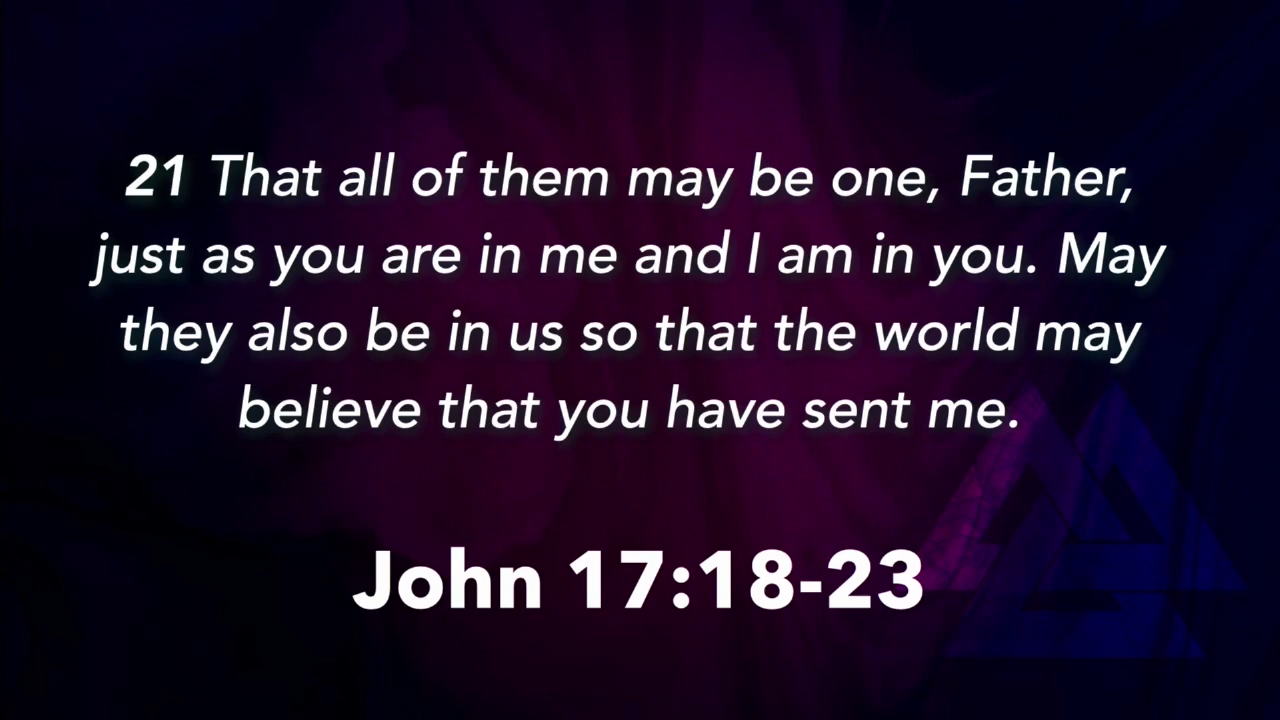 21 That all of them may be one, Father,
just as you are in me and I am in you. May
they also be in us so that the world may
believe that you have sent me.
John 17:18-23